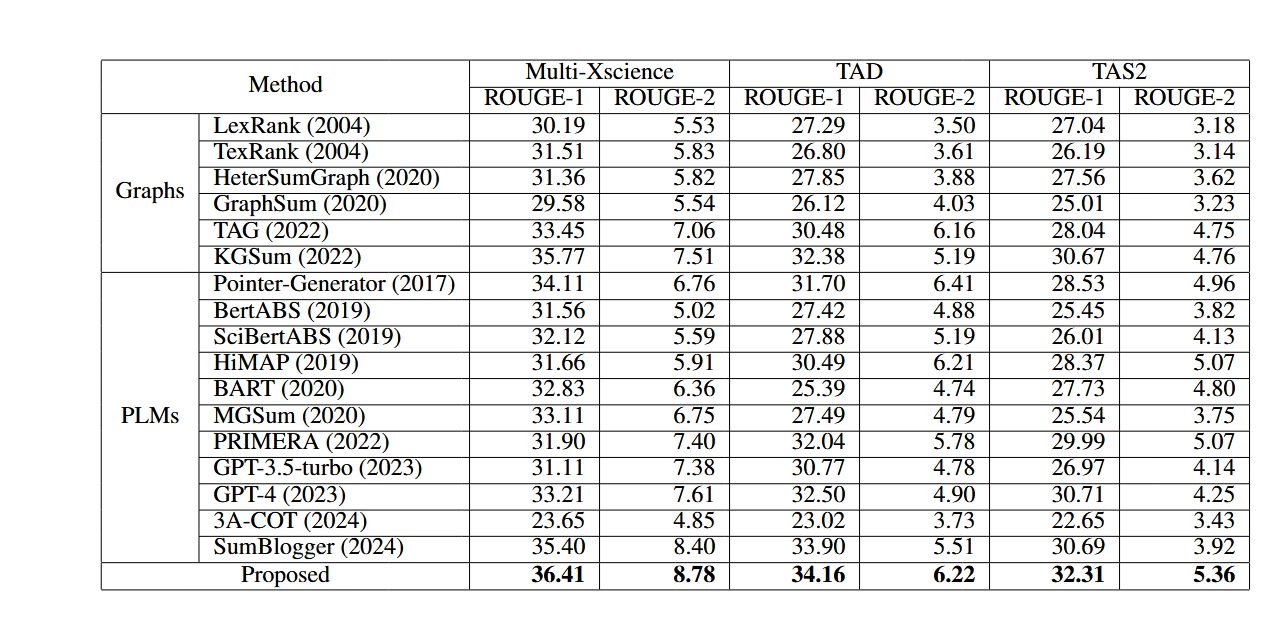 Method Multi-Xscience TAD TAS2
ROUGE-1 ROUGE-2 ROUGE-1 ROUGE-2 ROUGE-1 ROUGE-2
Graphs
LexRank (2004) 30.19 5.53 27.29 3.50 27.04 3.18
TexRank (2004) 31.51 5.83 26.80 3.61 26.19 3.14
HeterSumGraph (2020) 31.36 5.82 27.85 3.88 27.56 3.62
GraphSum (2020) 29.58 5.54 26.12 4.03 25.01 3.23
TAG (2022) 33.45 7.06 30.48 6.16 28.04 4.75
KGSum (2022) 35.77 7.51 32.38 5.19 30.67 4.76
PLMs
Pointer-Generator (2017) 34.11 6.76 31.70 6.41 28.53 4.96
BertABS (2019) 31.56 5.02 27.42 4.88 25.45 3.82
SciBertABS (2019) 32.12 5.59 27.88 5.19 26.01 4.13
HiMAP (2019) 31.66 5.91 30.49 6.21 28.37 5.07
BART (2020) 32.83 6.36 25.39 4.74 27.73 4.80
MGSum (2020) 33.11 6.75 27.49 4.79 25.54 3.75
PRIMERA (2022) 31.90 7.40 32.04 5.78 29.99 5.07
GPT-3.5-turbo (2023) 31.11 7.38 30.77 4.78 26.97 4.14
GPT-4 (2023) 33.21 7.61 32.50 4.90 30.71 4.25
3A-COT (2024) 23.65 4.85 23.02 3.73 22.65 3.43
SumBlogger (2024) 35.40 8.40 33.90 5.51 30.69 3.92
Proposed 36.41 8.78 34.16 6.22 32.31 5.36